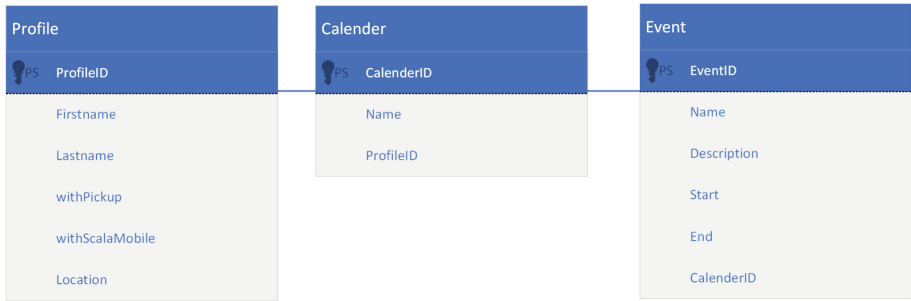 Profile
PS ProfileID
Firstname
Lastname
withPickup
withScalaMobile
Location
Calender
PS CalenderID
Name
ProfileID
Event
PS EventID
Name
Description
Start
End
CalenderID